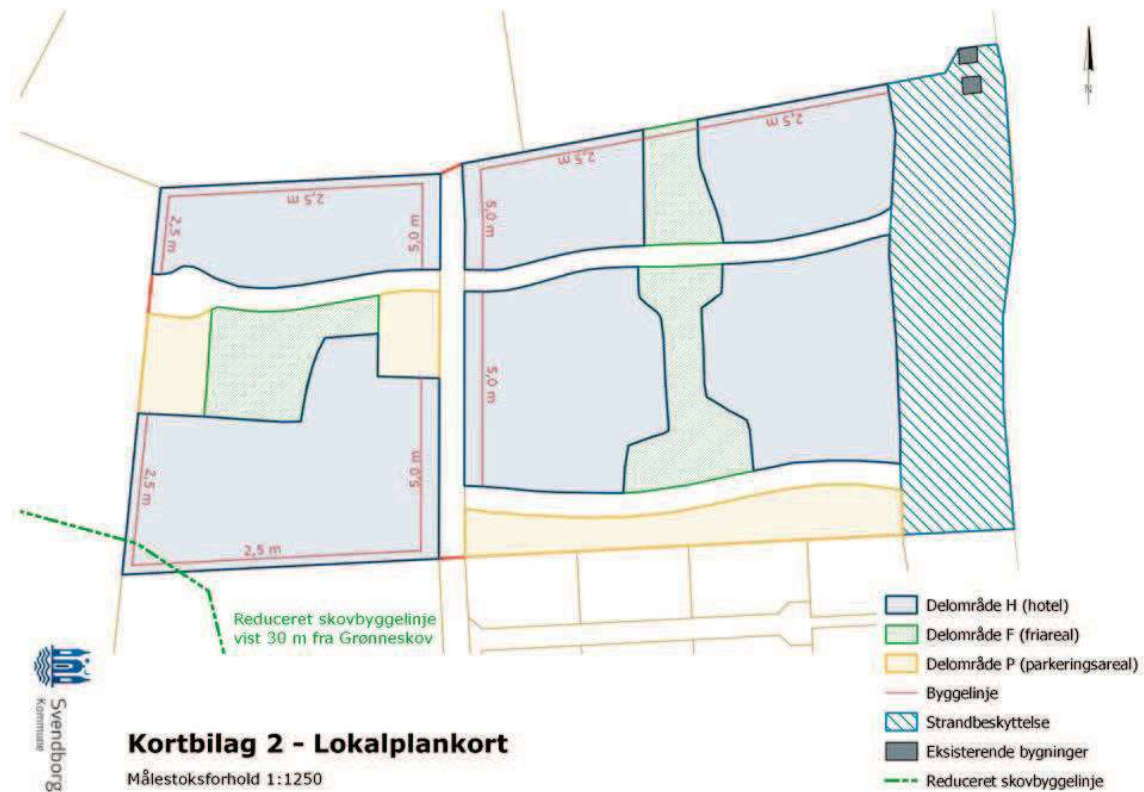 2,5 m
2,5 m
2,5 m
N
2,5 m
2,5 m
5,0 m
5,0 m
5,0 m
2,5 m
5,0 m
2,5 m
Reduceret skovbyggelinje
vist 30 m fra Grønneskov
Delområde H (hotel)
Delområde F (friareal)
Delområde P (parkeringsareal)
Byggelinje
Strandbeskyttelse
Eksisterende bygninger
Reduceret skovbyggelinje
Svendborg
Kommune
Kortbilag 2 - Lokalplankort
Målestoksforhold 1:1250